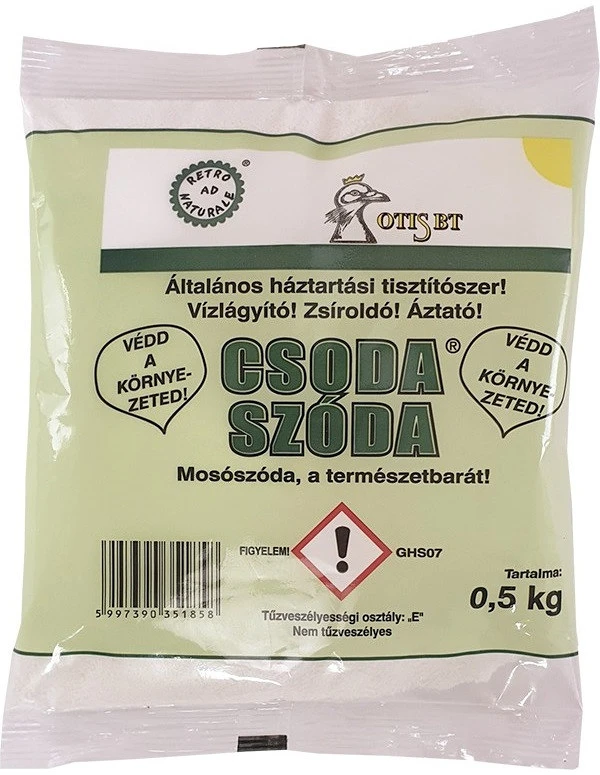 RETRO
AD
NATURALE
®
OTIS BT
Általános háztartási tisztítószer!
Vízlágyító! Zsíroldó! Áztató!
VÉDD
A
KÖRNYE-
ZETED!
CSODA®
SZÓDA
VÉDD
A
KÖRNYE-
ZETED!
Mosószóda, a természetbarát!
FIGYELEM!
GHS07
Tartalma:
0,5 kg
5 997390 351858
Tűzveszélyességi osztály: „E"
Nem tűzveszélyes